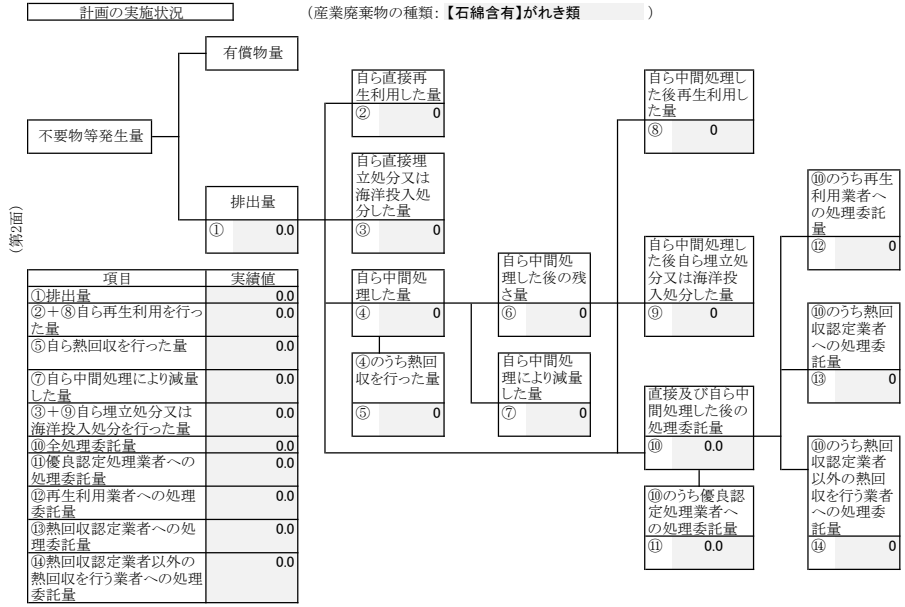 計画の実施状況
（産業廃棄物の種類：【石綿含有】がれき類　）
有償物量
不要物等発生量
排出量
① 0.0
自ら直接再
生利用した量
② 0
自ら直接埋
立処分又は
海洋投入処
分した量
③ 0
自ら中間処
理した量
④ 0
④のうち熱回
収を行った量
⑤ 0
自ら中間処
理した後の残
さ量
⑥ 0
自ら中間処
理により減量
した量
⑦ 0
自ら中間処理し
た後再生利用し
た量
⑧ 0
自ら中間処理し
た後自ら埋立処
分又は海洋投
入処分した量
⑨ 0
直接及び自ら中
間処理した後の
処理委託量
⑩ 0.0
⑩のうち優良認
定処理業者へ
の処理委託量
⑪ 0.0
⑩のうち再生
利用業者へ
の処理委託
量
⑫ 0
⑩のうち熱回
収認定業者
への処理委
託量
⑬ 0
⑩のうち熱回
収認定業者
以外の熱回
収を行う業者
への処理委
託量
⑭ 0
（第2面）
項目 実績値
①排出量 0.0
②＋⑧自ら再生利用を行っ 0.0
た量
⑤自ら熱回収を行った量 0.0
⑦自ら中間処理により減量 0.0
した量
③＋⑨自ら埋立処分又は 0.0
海洋投入処分を行った量
⑩全処理委託量 0.0
⑪優良認定処理業者への 0.0
処理委託量
⑫再生利用業者への処理 0.0
委託量
⑬熱回収認定業者への処 0.0
理委託量
⑭熱回収認定業者以外の 0.0
熱回収を行う業者への処理
委託量